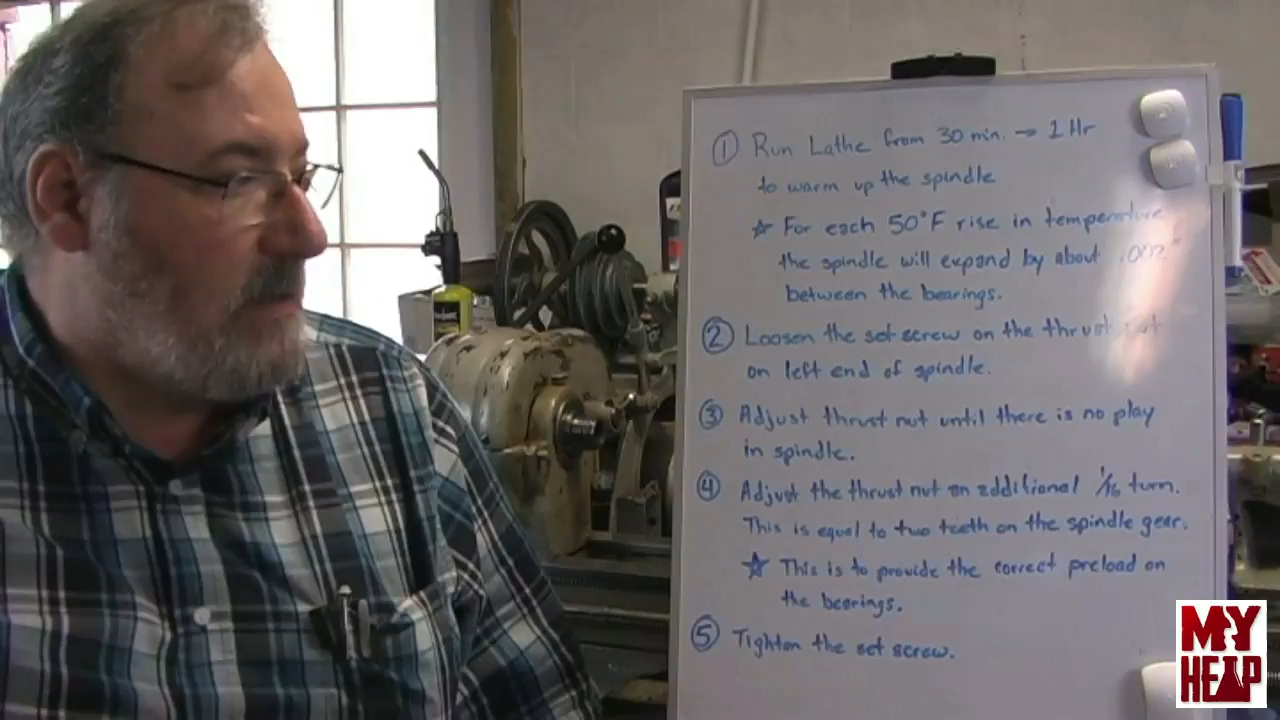 ① Run Lathe from 30 min. → 1 Hr
to warm up the spindle
☆ For each 50°F rise in temperature
the spindle will expand by about .002"
between the bearings.
② Loosen the set screw on the thrust nut
on left end of spindle.
③ Adjust thrust nut until there is no play
in spindle.
④ Adjust the thrust nut an additional 1/16 turn.
This is equal to two teeth on the spindle gear.
☆ This is to provide the correct preload on
the bearings.
⑤ Tighten the set screw.
MY
HEAP